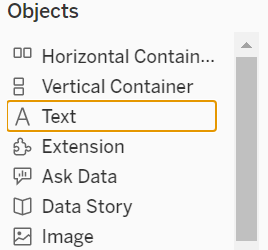 Objects
Horizontal Contain...
Vertical Container
Text
Extension
Ask Data
Data Story
Image